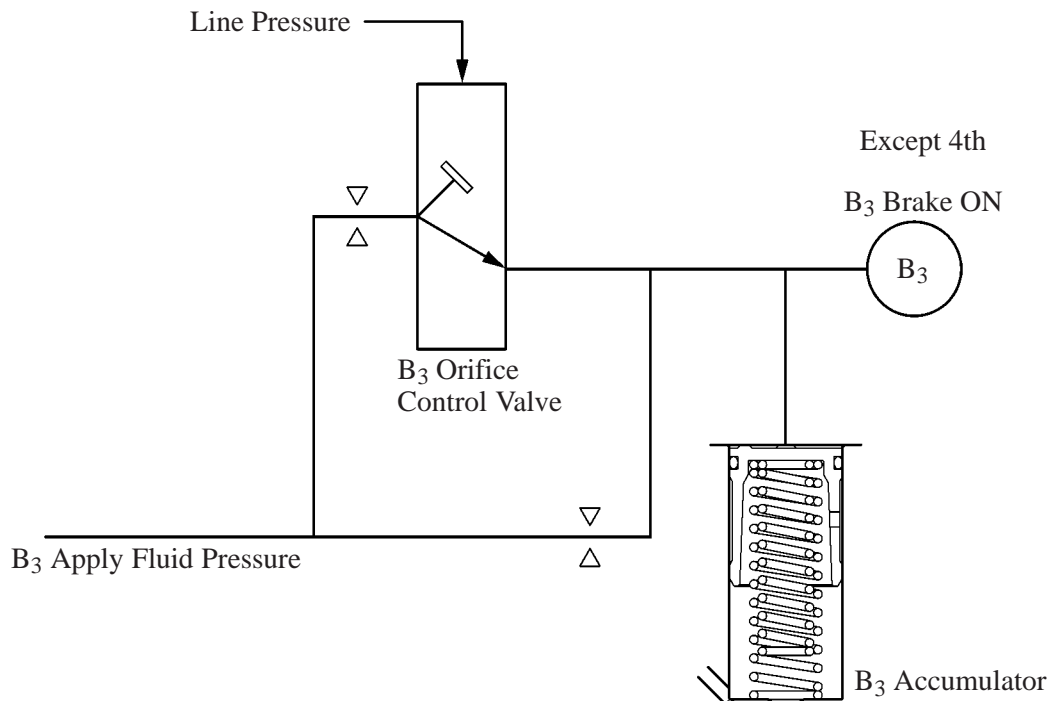 Line Pressure
Except 4th
B3 Brake ON
B3
B3 Orifice
Control Valve
B3 Apply Fluid Pressure
B3 Accumulator